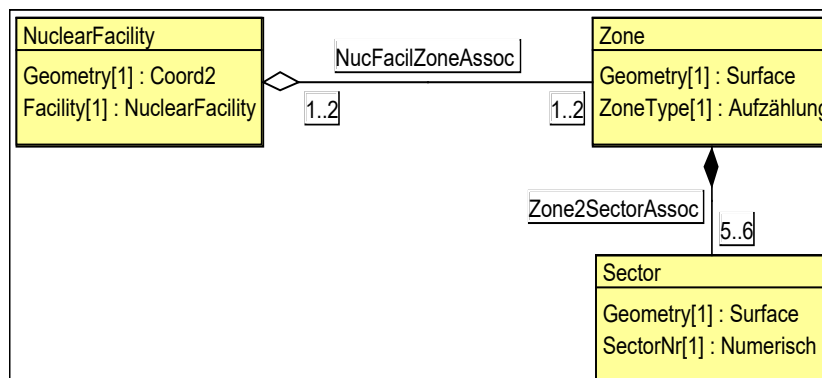 NuclearFacility
Geometry[1] : Coord2
Facility[1] : NuclearFacility
NucFacilZoneAssoc
1..2
1..2
Zone
Geometry[1] : Surface
ZoneType[1] : Aufzählung
Zone2SectorAssoc
5..6
Sector
Geometry[1] : Surface
SectorNr[1] : Numerisch